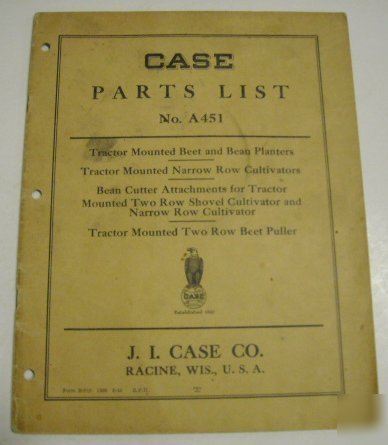 CASE
PARTS LIST
No. A451
Tractor Mounted Beet and Bean Planters
Tractor Mounted Narrow Row Cultivators
Bean Cutter Attachments for Tractor
Mounted Two Row Shovel Cultivator and
Narrow Row Cultivator
Tractor Mounted Two Row Beet Puller
CASE
Established 1842
J. I. CASE CO.
RACINE, WIS., U. S. A.
Form